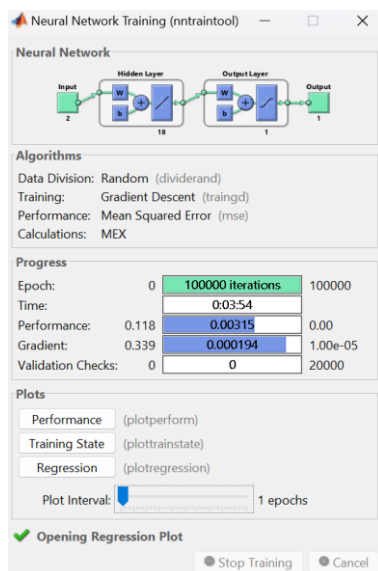 Neural Network Training (nntraintool)
Neural Network
Hidden Layer Output Layer
Input Output
W W
b b
2 1
18 1
Algorithms
Data Division: Random (dividerand)
Training: Gradient Descent (traingd)
Performance: Mean Squared Error (mse)
Calculations: MEX
Progress
Epoch: 0 100000 iterations 100000
Time: 0:03:54
Performance: 0.118 0.00315 0.00
Gradient: 0.339 0.000194 1.00e-05
Validation Checks: 0 0 20000
Plots
Performance (plotperform)
Training State (plottrainstate)
Regression (plotregression)
Plot Interval: 1 epochs
Opening Regression Plot
Stop Training Cancel